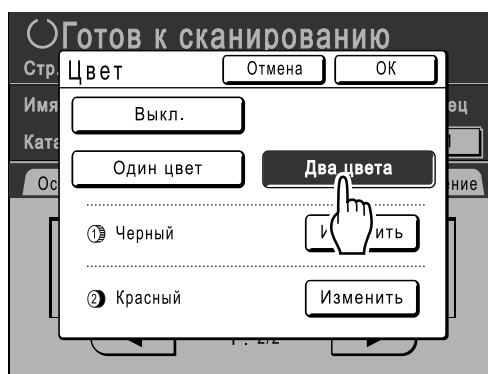 Готов к сканированию
Стр.
Цвет
Отмена
OK
Имя
ец
Выкл.
Ката
Один цвет
Два цвета
Ос
ние
1 Черный
И ить
2 Красный
Изменить